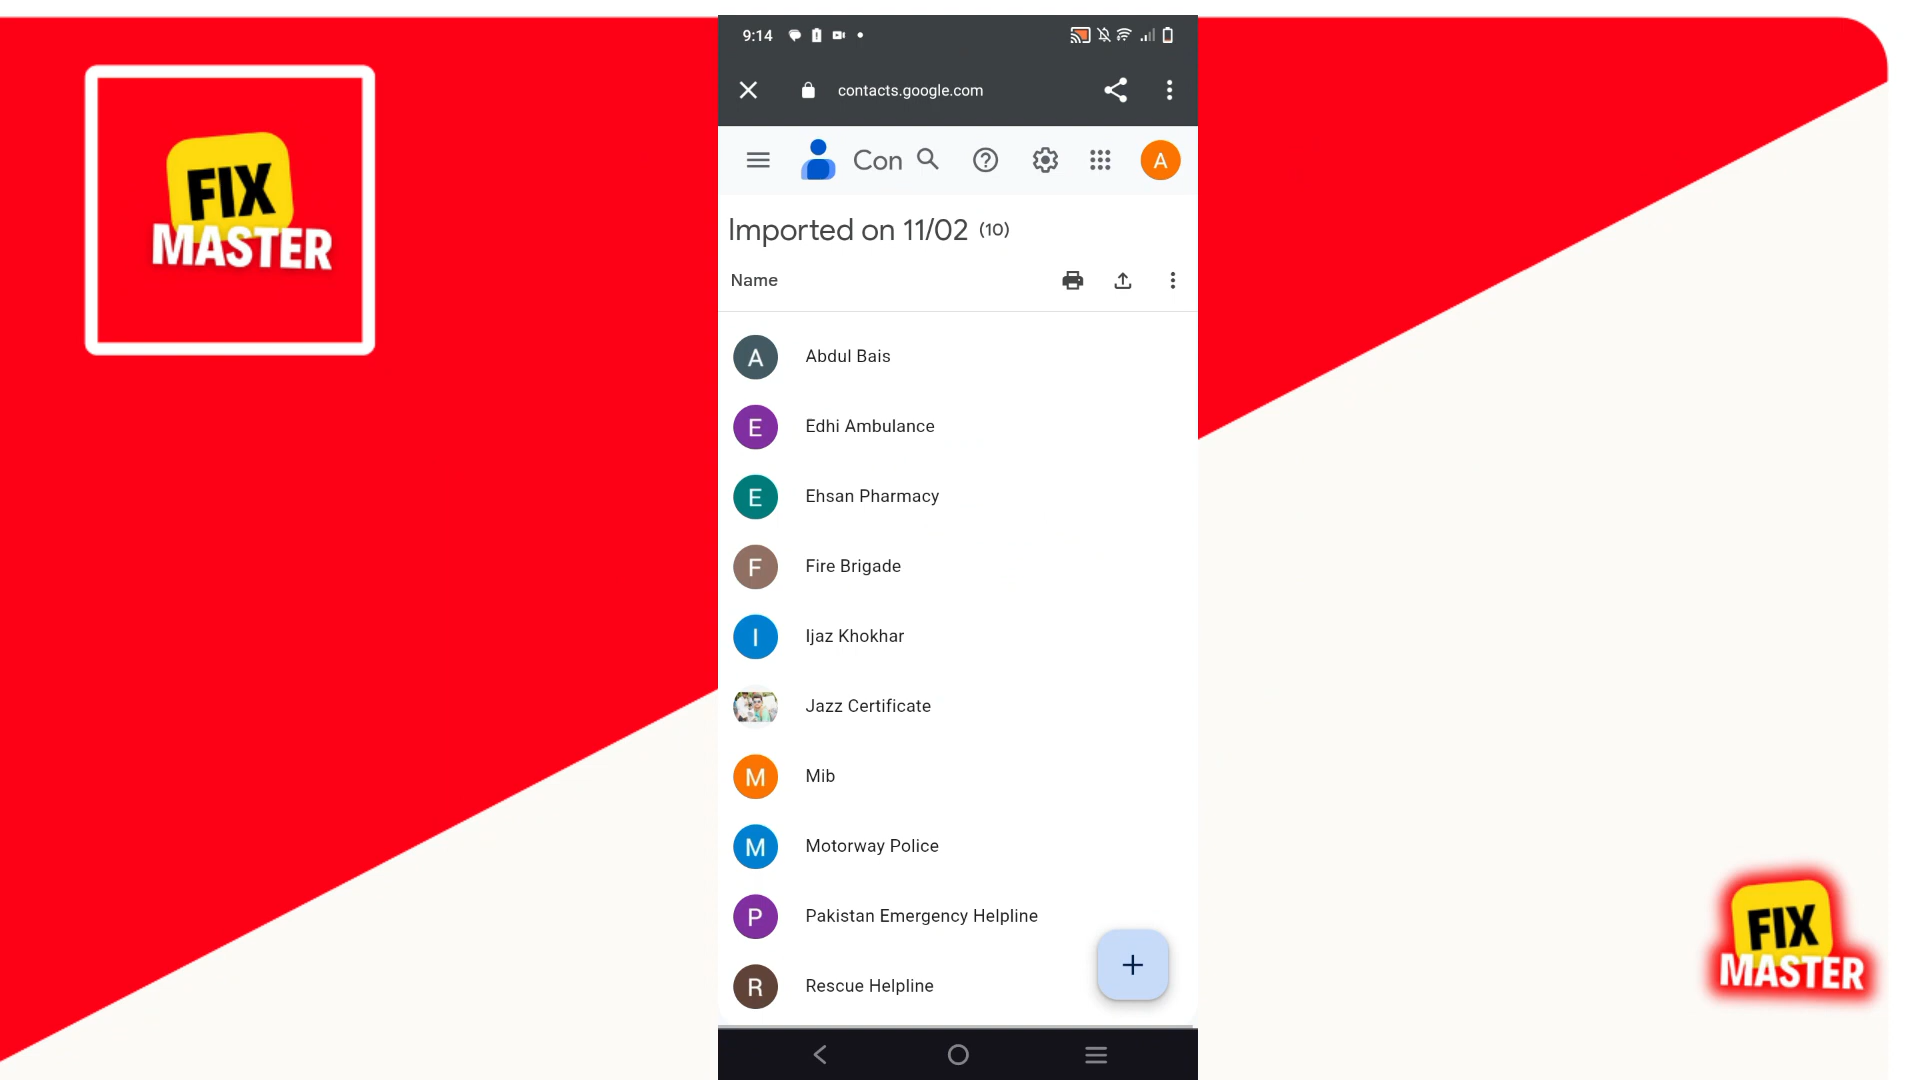 FIX
MASTER
9:14
contacts.google.com
Con
A
Imported on 11/02 (10)
Name
A Abdul Bais
E Edhi Ambulance
E Ehsan Pharmacy
F Fire Brigade
I Ijaz Khokhar
Jazz Certificate
M Mib
M Motorway Police
P Pakistan Emergency Helpline
R Rescue Helpline
FIX
MASTER